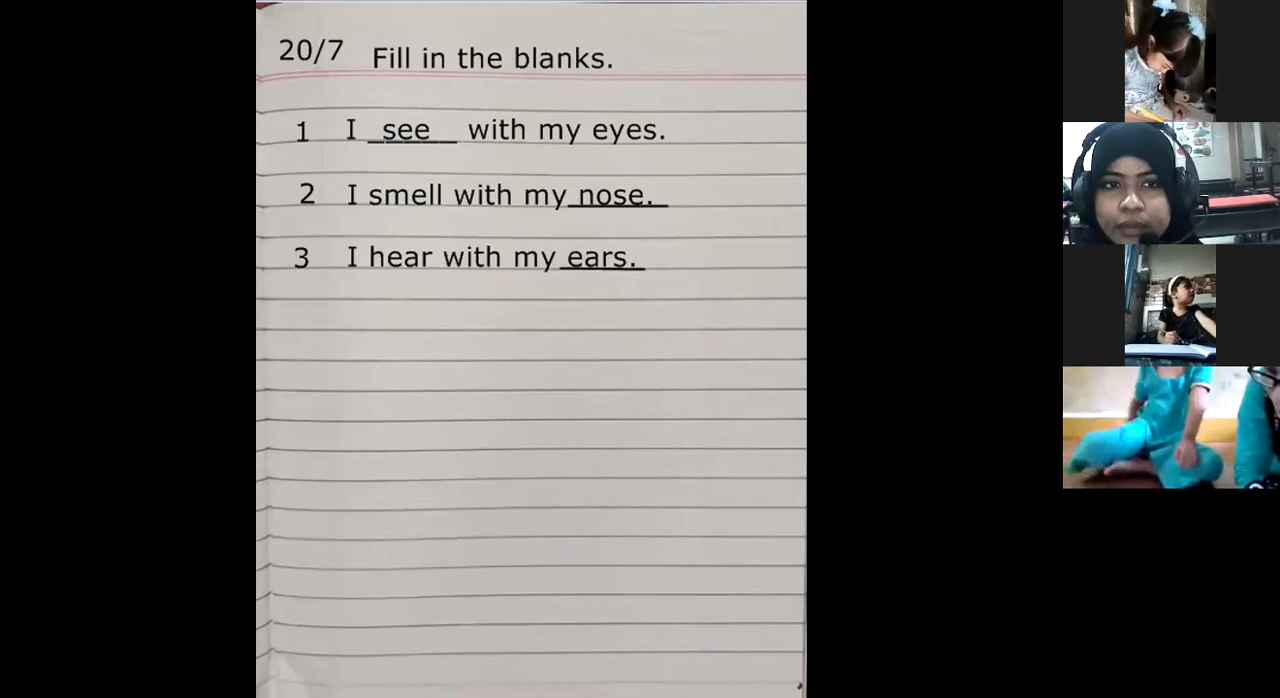 20/7 Fill in the blanks.
1 I see with my eyes.
2 I smell with my nose.
3 I hear with my ears.